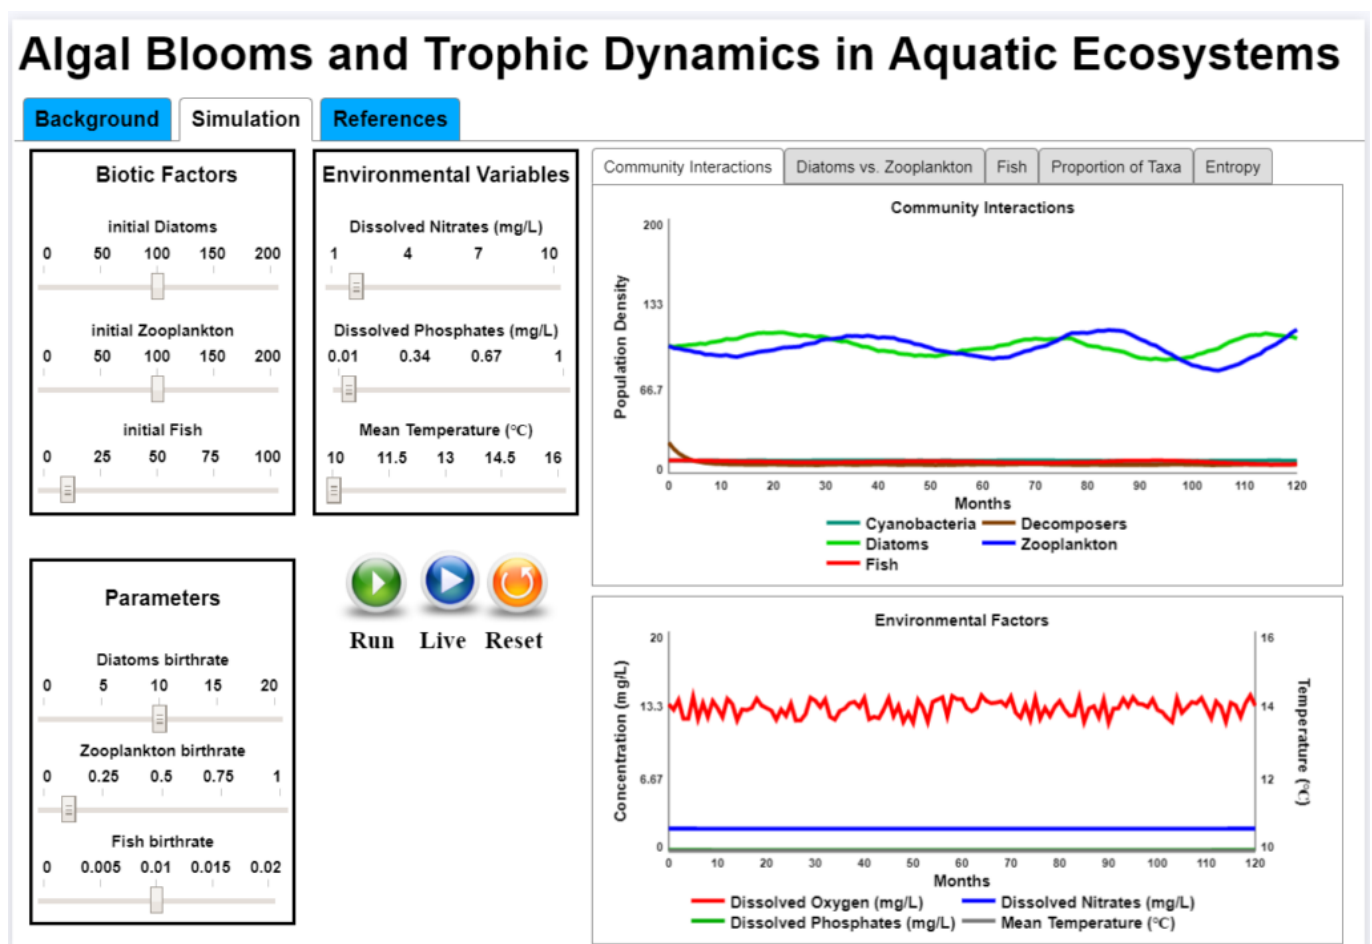 Algal Blooms and Trophic Dynamics in Aquatic Ecosystems
Background Simulation References
Biotic Factors
initial Diatoms
0 50 100 150 200
initial Zooplankton
0 50 100 150 200
initial Fish
0 25 50 75 100
Environmental Variables
Dissolved Nitrates (mg/L)
1 4 7 10
Dissolved Phosphates (mg/L)
0.01 0.34 0.67 1
Mean Temperature (°C)
10 11.5 13 14.5 16
Parameters
Diatoms birthrate
0 5 10 15 20
Zooplankton birthrate
0 0.25 0.5 0.75 1
Fish birthrate
0 0.005 0.01 0.015 0.02
Run Live Reset
Community Interactions Diatoms vs. Zooplankton Fish Proportion of Taxa Entropy
Community Interactions
Population Density
200
133
66.7
0
0 10 20 30 40 50 60 70 80 90 100 110 120
Months
Cyanobacteria Decomposers
Diatoms Zooplankton
Fish
Environmental Factors
Concentration (mg/L)
20
13.3
6.67
0
16
14
12
10
Temperature (°C)
0 10 20 30 40 50 60 70 80 90 100 110 120
Months
Dissolved Oxygen (mg/L) Dissolved Nitrates (mg/L)
Dissolved Phosphates (mg/L) Mean Temperature (°C)